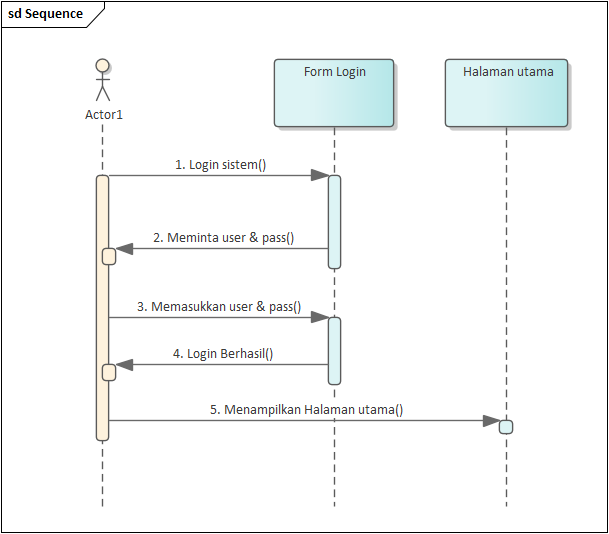 sd Sequence
Form Login
Halaman utama
Actor1
1. Login sistem()
2. Meminta user & pass()
3. Memasukkan user & pass()
4. Login Berhasil()
5. Menampilkan Halaman utama()